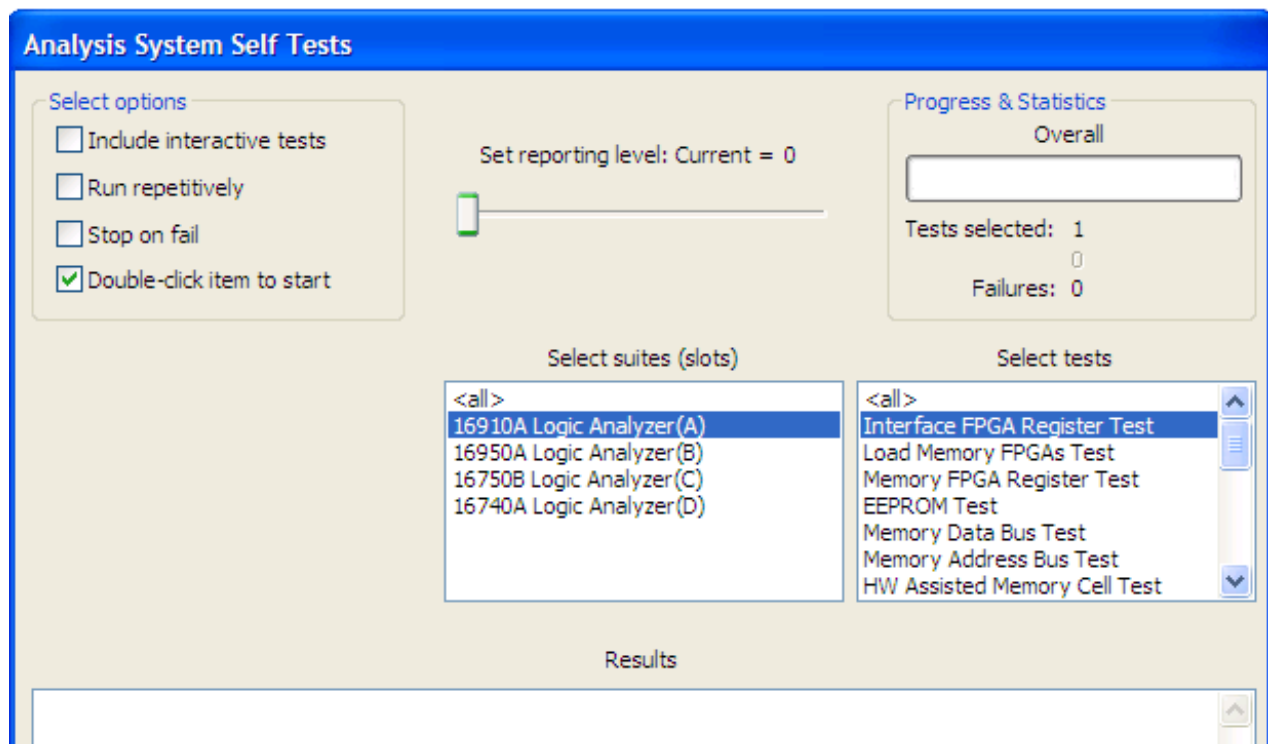 Analysis System Self Tests
Select options
Include interactive tests
Run repetitively
Stop on fail
Double-click item to start
Set reporting level: Current = 0
Progress & Statistics
Overall
Tests selected: 1
0
Failures: 0
Select suites (slots)
<all>
16910A Logic Analyzer(A)
16950A Logic Analyzer(B)
16750B Logic Analyzer(C)
16740A Logic Analyzer(D)
Select tests
<all>
Interface FPGA Register Test
Load Memory FPGAs Test
Memory FPGA Register Test
EEPROM Test
Memory Data Bus Test
Memory Address Bus Test
HW Assisted Memory Cell Test
Results